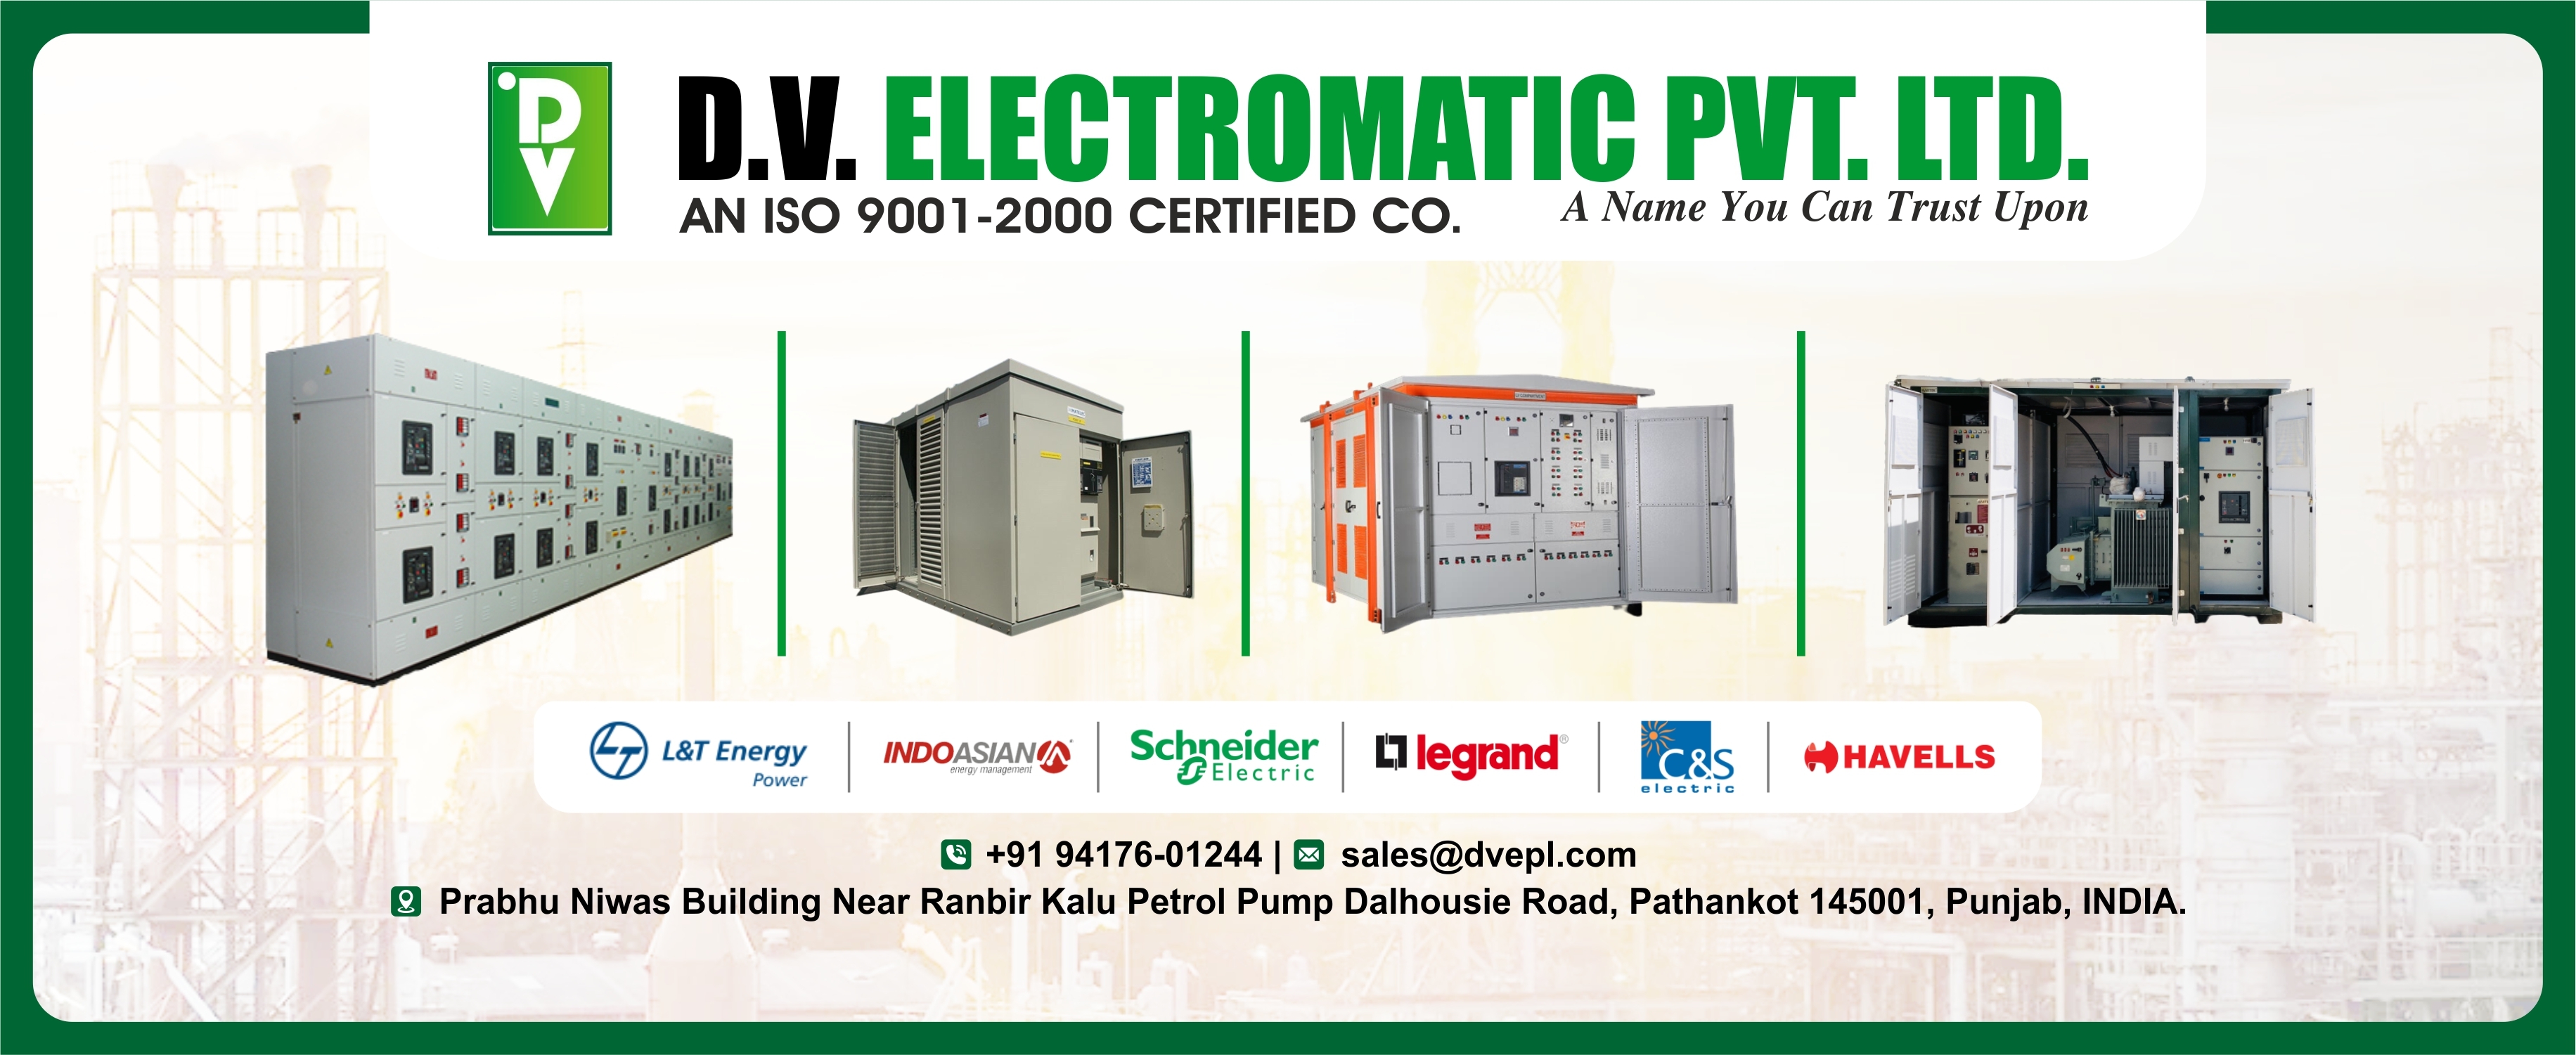 DV
D.V. ELECTROMATIC PVT. LTD.
AN ISO 9001-2000 CERTIFIED CO.
A Name You Can Trust Upon
L&T Energy
Power
INDOASIAN
energy management
Schneider
Electric
legrand®
C&S
electric
HAVELLS
+91 94176-01244 | sales@dvepl.com
Prabhu Niwas Building Near Ranbir Kalu Petrol Pump Dalhousie Road, Pathankot 145001, Punjab, INDIA.